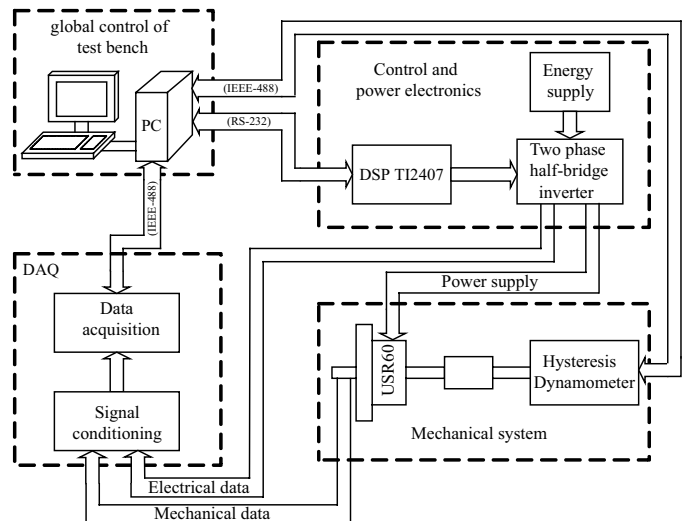 global control of
test bench
PC
(IEEE-488)
(RS-232)
(IEEE-488)
Control and
power electronics
Energy
supply
DSP TI2407
Two phase
half-bridge
inverter
DAQ
Data
acquisition
Signal
conditioning
Power supply
USR60
Hysteresis
Dynamometer
Mechanical system
Electrical data
Mechanical data